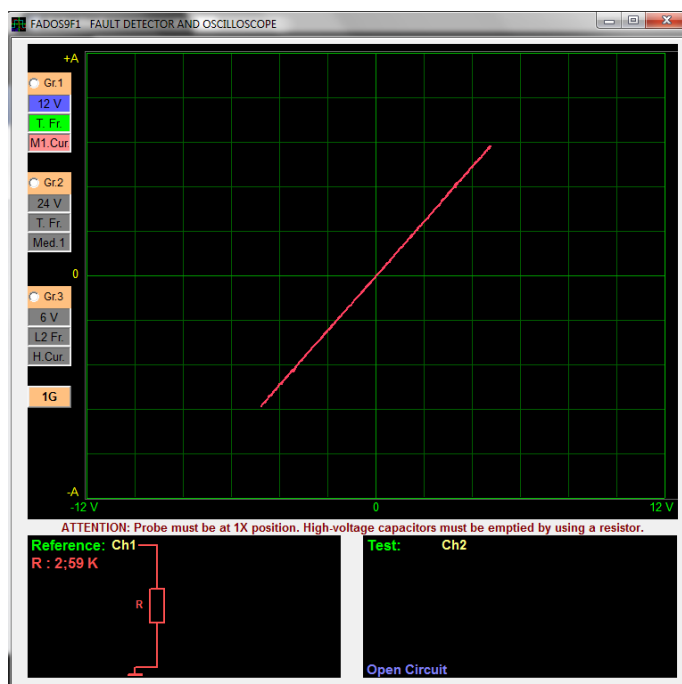 FADOS9F1   FAULT DETECTOR AND OSCILLOSCOPE
+A
Gr.1
12 V
T. Fr.
M1.Cur
Gr.2
24 V
T. Fr.
Med.1
0
Gr.3
6 V
L2 Fr.
H.Cur.
1G
-A
-12 V
0
12 V
ATTENTION: Probe must be at 1X position. High-voltage capacitors must be emptied by using a resistor.
Reference: Ch1
R : 2;59 K
R
Test: Ch2
Open Circuit